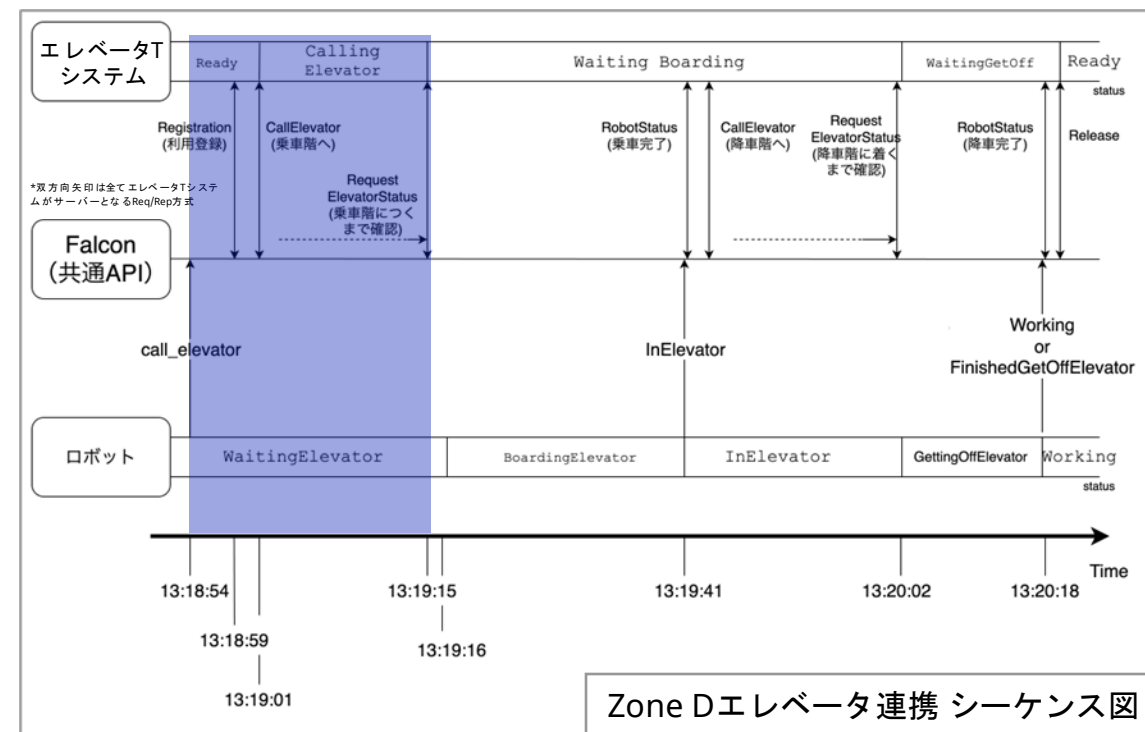 エレベータT
システム
Ready
Calling
Elevator
Waiting Boarding
WaitingGetOff
Ready
status
Registration
(利用登録)
CallElevator
(乗車階へ)
Request
ElevatorStatus
(乗車階につく
まで確認)
RobotStatus
(乗車完了)
CallElevator
(降車階へ)
Request
ElevatorStatus
(降車階に着く
まで確認)
RobotStatus
(降車完了)
Release
*双方向矢印は全てエレベータTシステ
ムがサーバーとなるReq/Rep方式
Falcon
（共通API）
call_elevator
InElevator
Working
or
FinishedGetOffElevator
ロボット
WaitingElevator
BoardingElevator
InElevator
GettingOffElevator
Working
status
Time
13:18:54
13:19:15
13:19:41
13:20:02
13:20:18
13:18:59
13:19:16
13:19:01
Zone Dエレベータ連携 シーケンス図